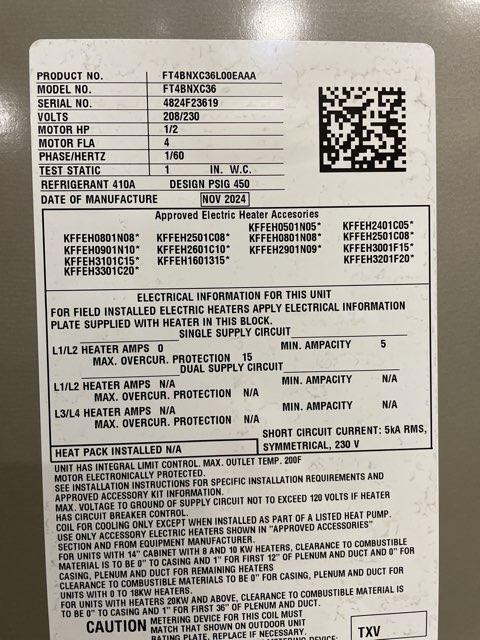 PRODUCT NO. FT4BNXC36L00EAAA
MODEL NO. FT4BNXC36
SERIAL NO. 4824F23619
VOLTS 208/230
MOTOR HP 1/2
MOTOR FLA 4
PHASE/HERTZ 1/60
TEST STATIC 1 IN. W.C.
REFRIGERANT 410A DESIGN PSIG 450
DATE OF MANUFACTURE NOV 2024
Approved Electric Heater Accesories
KFFEH0501N05* KFFEH2401C05*
KFFEH0801N08* KFFEH2501C08* KFFEH0801N08* KFFEH2501C08*
KFFEH0901N10* KFFEH2601C10* KFFEH2901N09* KFFEH3001F15*
KFFEH3101C15* KFFEH1601315* KFFEH3201F20*
KFFEH3301C20*
ELECTRICAL INFORMATION FOR THIS UNIT
FOR FIELD INSTALLED ELECTRIC HEATERS APPLY ELECTRICAL INFORMATION
PLATE SUPPLIED WITH HEATER IN THIS BLOCK.
SINGLE SUPPLY CIRCUIT
L1/L2 HEATER AMPS 0 MIN. AMPACITY 5
MAX. OVERCUR. PROTECTION 15
DUAL SUPPLY CIRCUIT
L1/L2 HEATER AMPS N/A MIN. AMPACITY N/A
MAX. OVERCUR. PROTECTION N/A
L3/L4 HEATER AMPS N/A MIN. AMPACITY N/A
MAX. OVERCUR. PROTECTION N/A
SHORT CIRCUIT CURRENT: 5kA RMS,
HEAT PACK INSTALLED N/A SYMMETRICAL, 230 V
UNIT HAS INTEGRAL LIMIT CONTROL. MAX. OUTLET TEMP. 200F
MOTOR ELECTRONICALLY PROTECTED.
SEE INSTALLATION INSTRUCTIONS FOR SPECIFIC INSTALLATION REQUIREMENTS AND
APPROVED ACCESSORY KIT INFORMATION.
MAX. VOLTAGE TO GROUND OF SUPPLY CIRCUIT NOT TO EXCEED 120 VOLTS IF HEATER
HAS CIRCUIT BREAKER CONTROL.
COIL FOR COOLING ONLY EXCEPT WHEN INSTALLED AS PART OF A LISTED HEAT PUMP.
USE ONLY ACCESSORY ELECTRIC HEATERS SHOWN IN "APPROVED ACCESSORIES"
SECTION AND FROM EQUIPMENT MANUFACTURER.
FOR UNITS WITH 14" CABINET WITH 8 AND 10 KW HEATERS, CLEARANCE TO COMBUSTIBLE
MATERIAL IS TO BE 0" TO CASING AND 1" FOR FIRST 12" OF PLENUM AND DUCT AND 0" FOR
CASING, PLENUM AND DUCT FOR REMAINING HEATERS
CLEARANCE TO COMBUSTIBLE MATERIALS TO BE 0" FOR CASING, PLENUM AND DUCT FOR
UNITS WITH 0 TO 18KW HEATERS.
FOR UNITS WITH HEATERS 20KW AND ABOVE, CLEARANCE TO COMBUSTIBLE MATERIAL IS
TO BE 0" TO CASING AND 1" FOR FIRST 36" OF PLENUM AND DUCT.
CAUTION METERING DEVICE FOR THIS COIL MUST
MATCH THAT SHOWN ON OUTDOOR UNIT
RATING PLATE, REPLACE IF NECESSARY.
METERING DEVICE: TXV